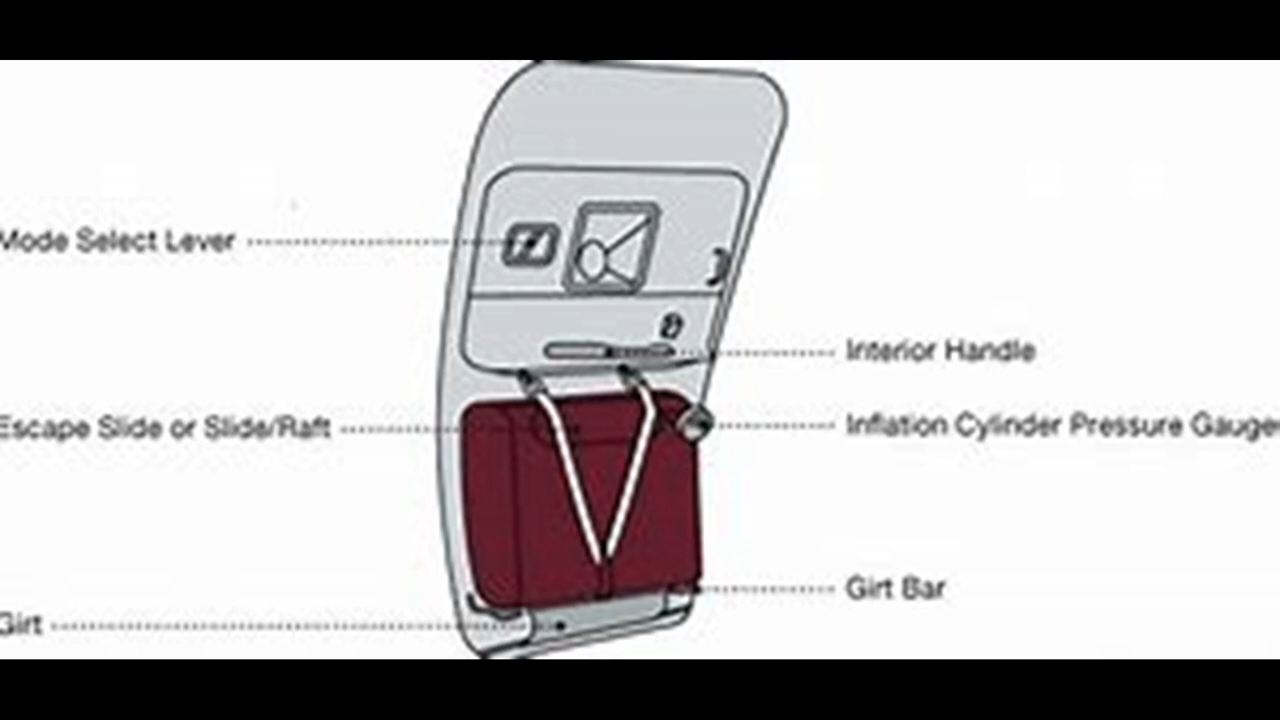 Mode Select Lever
Interior Handle
Escape Slide or Slide/Raft
Inflation Cylinder Pressure Gauge
Girt Bar
Girt